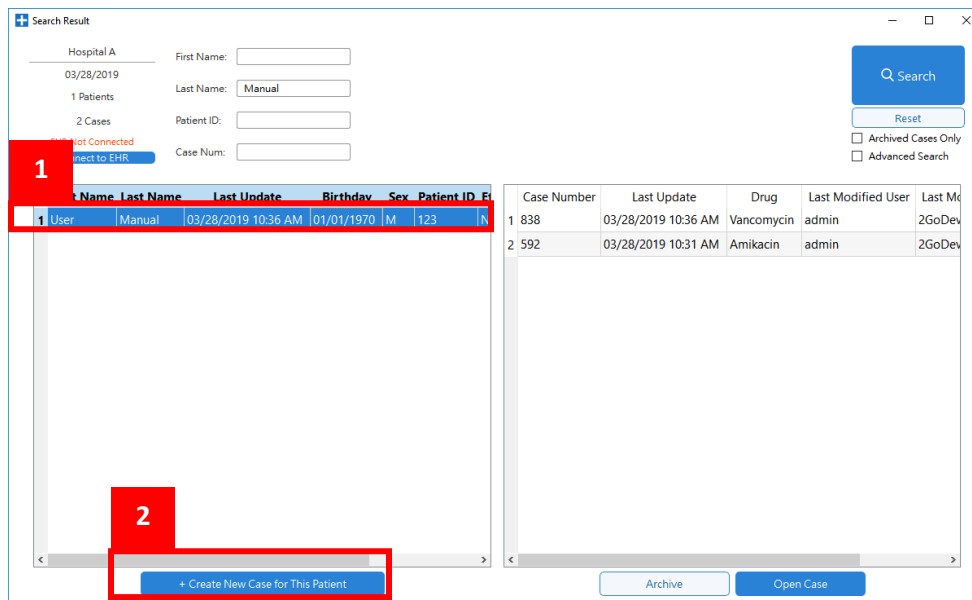 Search Result
Hospital A
03/28/2019
1 Patients
2 Cases
Not Connected
to EHR
First Name:
Last Name: Manual
Patient ID:
Case Num:
Search
Reset
Archived Cases Only
Advanced Search
1
Name Last Name Last Update Birthday Sex Patient ID
1 User Manual 03/28/2019 10:36 AM 01/01/1970 M 123 N
Case Number Last Update Drug Last Modified User Last Mo
1 838 03/28/2019 10:36 AM Vancomycin admin 2GoDev
2 592 03/28/2019 10:31 AM Amikacin admin 2GoDev
2
+ Create New Case for This Patient
Archive
Open Case